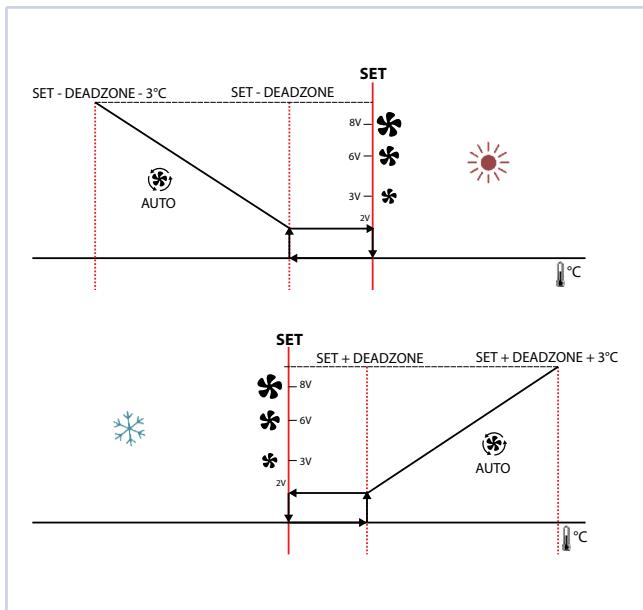 SET
SET - DEADZONE - 3°C
SET - DEADZONE
8V
6V
3V
2V
AUTO
°C
SET
SET + DEADZONE
SET + DEADZONE + 3°C
8V
6V
3V
2V
AUTO
°C